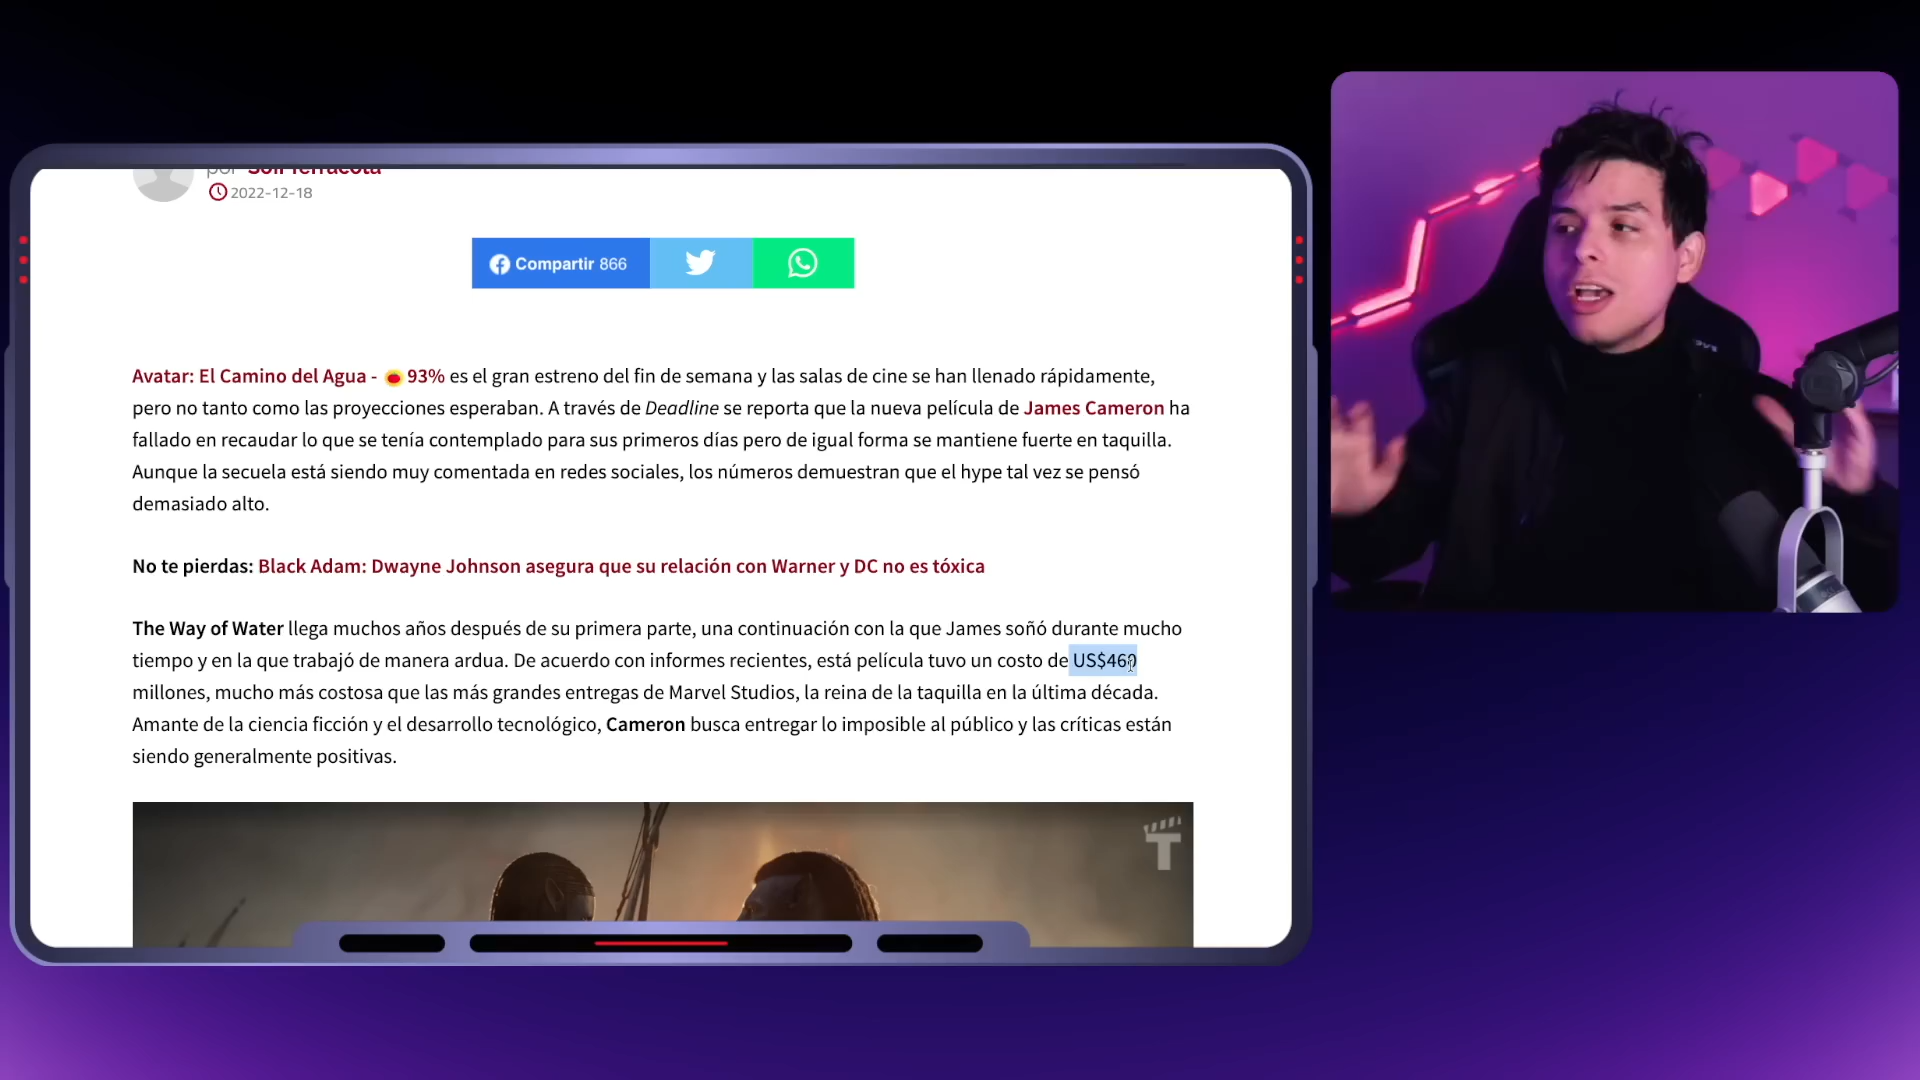 por Soli Terracota
2022-12-18
Compartir 866
Avatar: El Camino del Agua - 93% es el gran estreno del fin de semana y las salas de cine se han llenado rápidamente,
pero no tanto como las proyecciones esperaban. A través de Deadline se reporta que la nueva película de James Cameron ha
fallado en recaudar lo que se tenía contemplado para sus primeros días pero de igual forma se mantiene fuerte en taquilla.
Aunque la secuela está siendo muy comentada en redes sociales, los números demuestran que el hype tal vez se pensó
demasiado alto.
No te pierdas: Black Adam: Dwayne Johnson asegura que su relación con Warner y DC no es tóxica
The Way of Water llega muchos años después de su primera parte, una continuación con la que James soñó durante mucho
tiempo y en la que trabajó de manera ardua. De acuerdo con informes recientes, está película tuvo un costo de US$460
millones, mucho más costosa que las más grandes entregas de Marvel Studios, la reina de la taquilla en la última década.
Amante de la ciencia ficción y el desarrollo tecnológico, Cameron busca entregar lo imposible al público y las críticas están
siendo generalmente positivas.
T